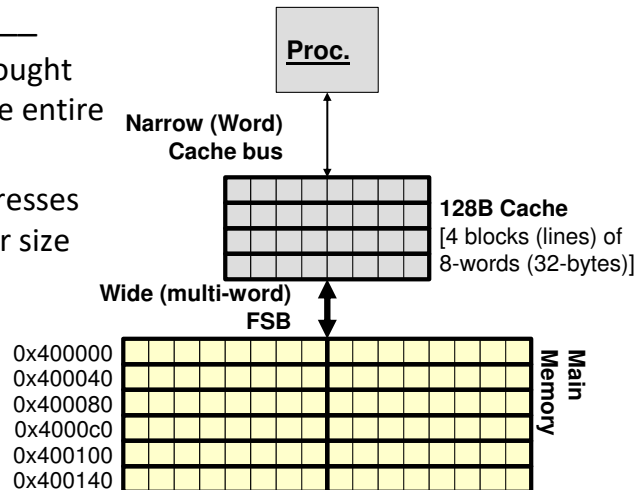 ought
e entire
resses
r size
Proc.
Narrow (Word)
Cache bus
128B Cache
[4 blocks (lines) of
8-words (32-bytes)]
Wide (multi-word)
FSB
0x400000
0x400040
0x400080
0x4000c0
0x400100
0x400140
Main
Memory